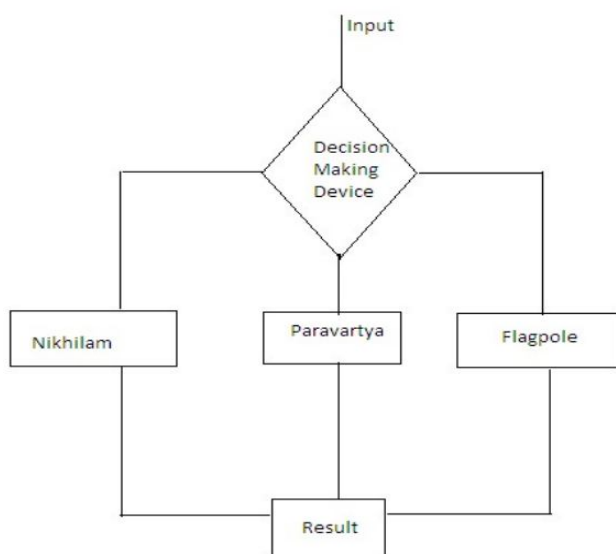 Input
Decision
Making
Device
Nikhilam
Paravartya
Flagpole
Result